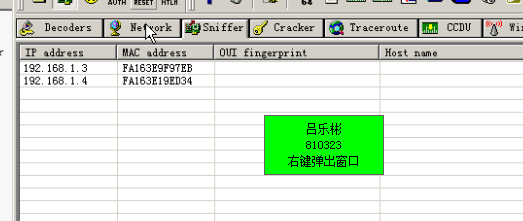 AUTH RESET NTLM
Decoders Network Sniffer Cracker Traceroute CCDU
IP address MAC address OUI fingerprint Host name
192.168.1.3 FA163E9F97EB
192.168.1.4 FA163E19ED34
吕乐彬
810323
右键弹出窗口